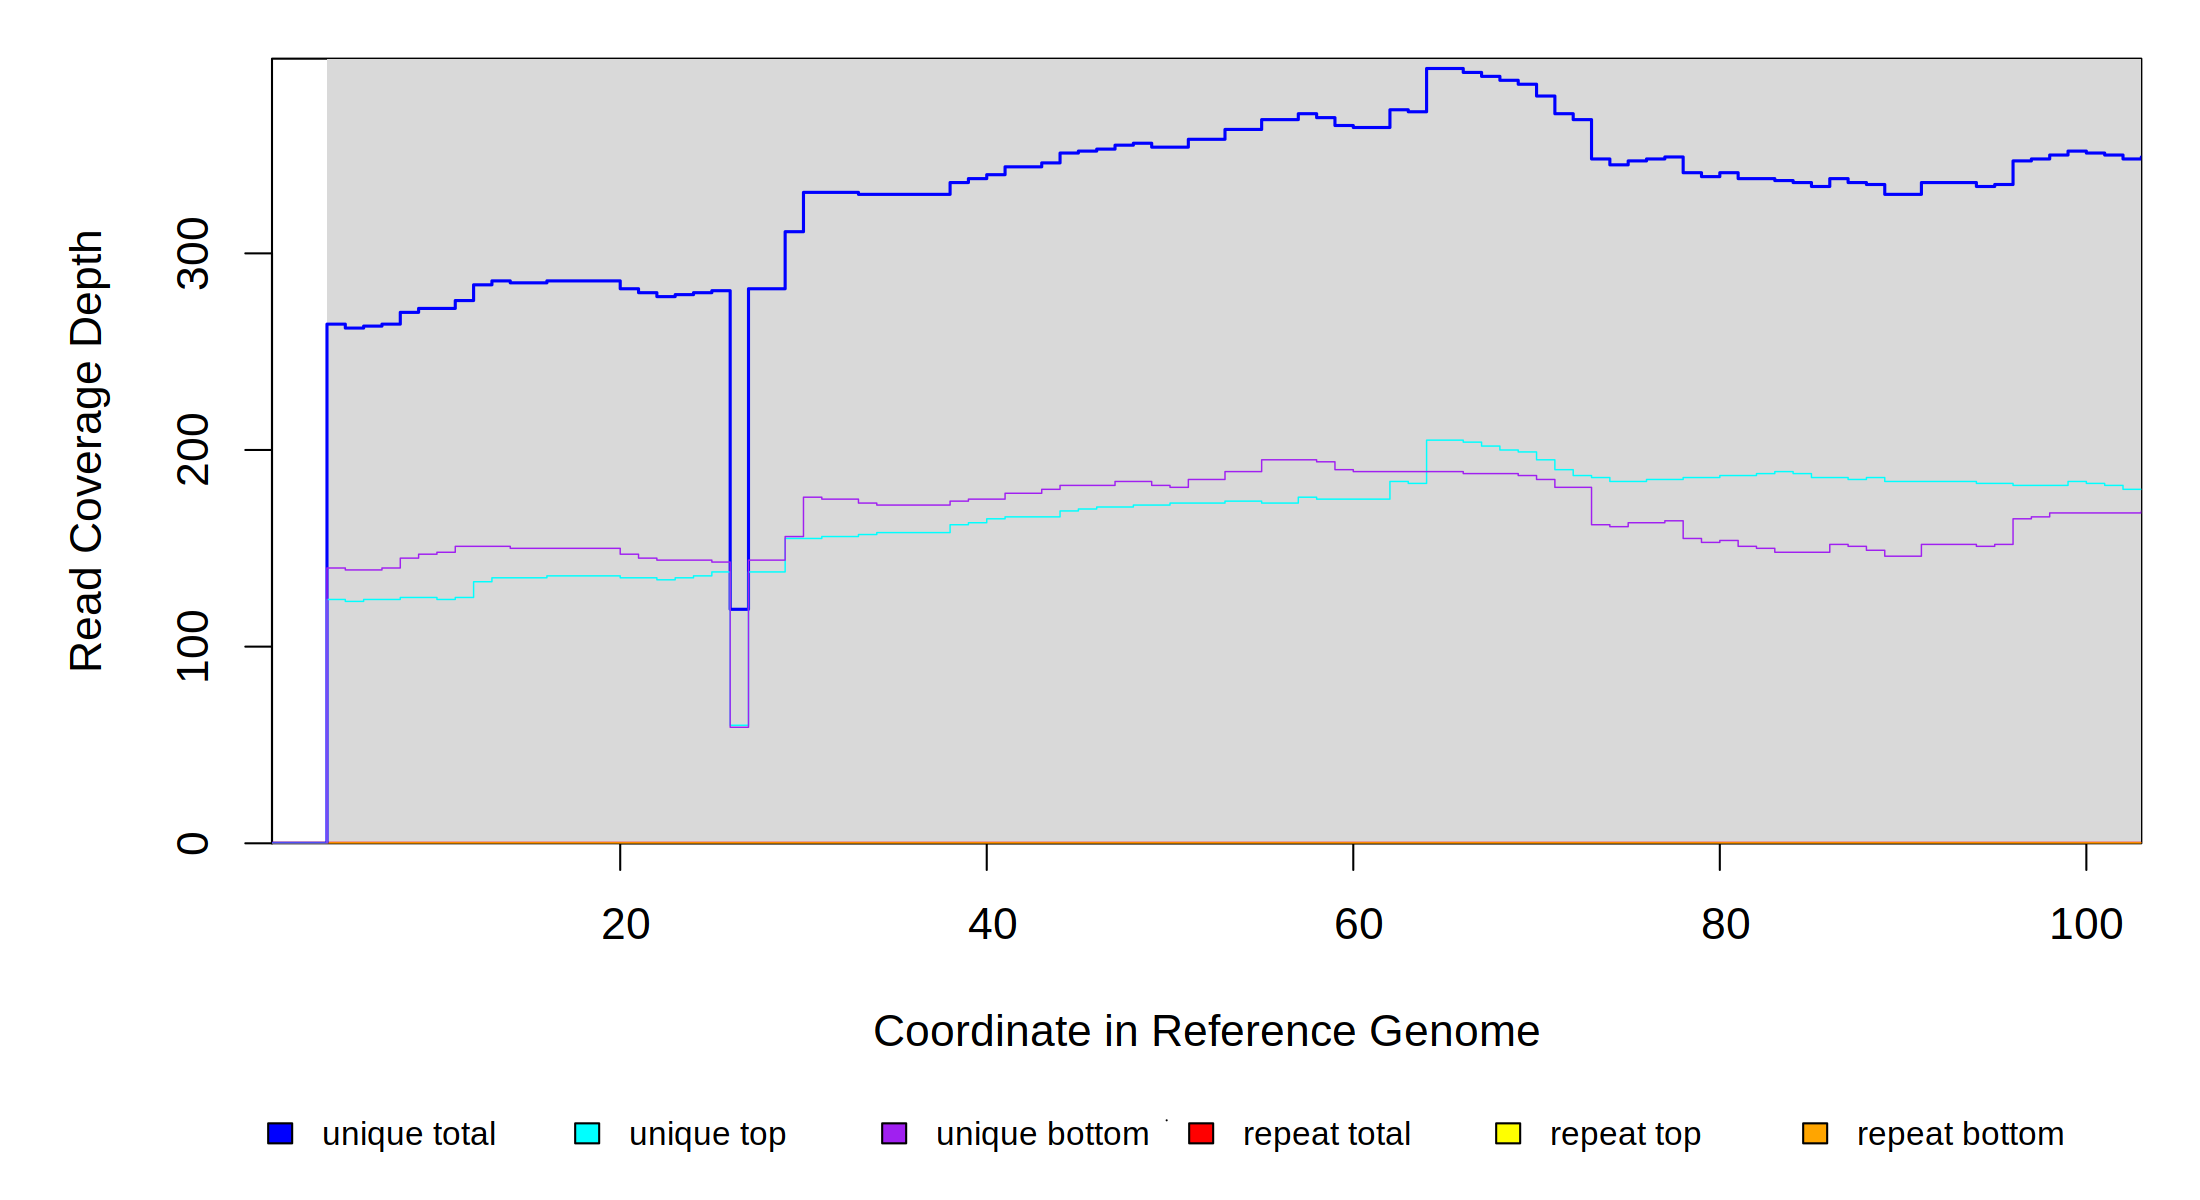 Read Coverage Depth
300
200
100
0
20 40 60 80 100
Coordinate in Reference Genome
unique total unique top unique bottom repeat total repeat top repeat bottom